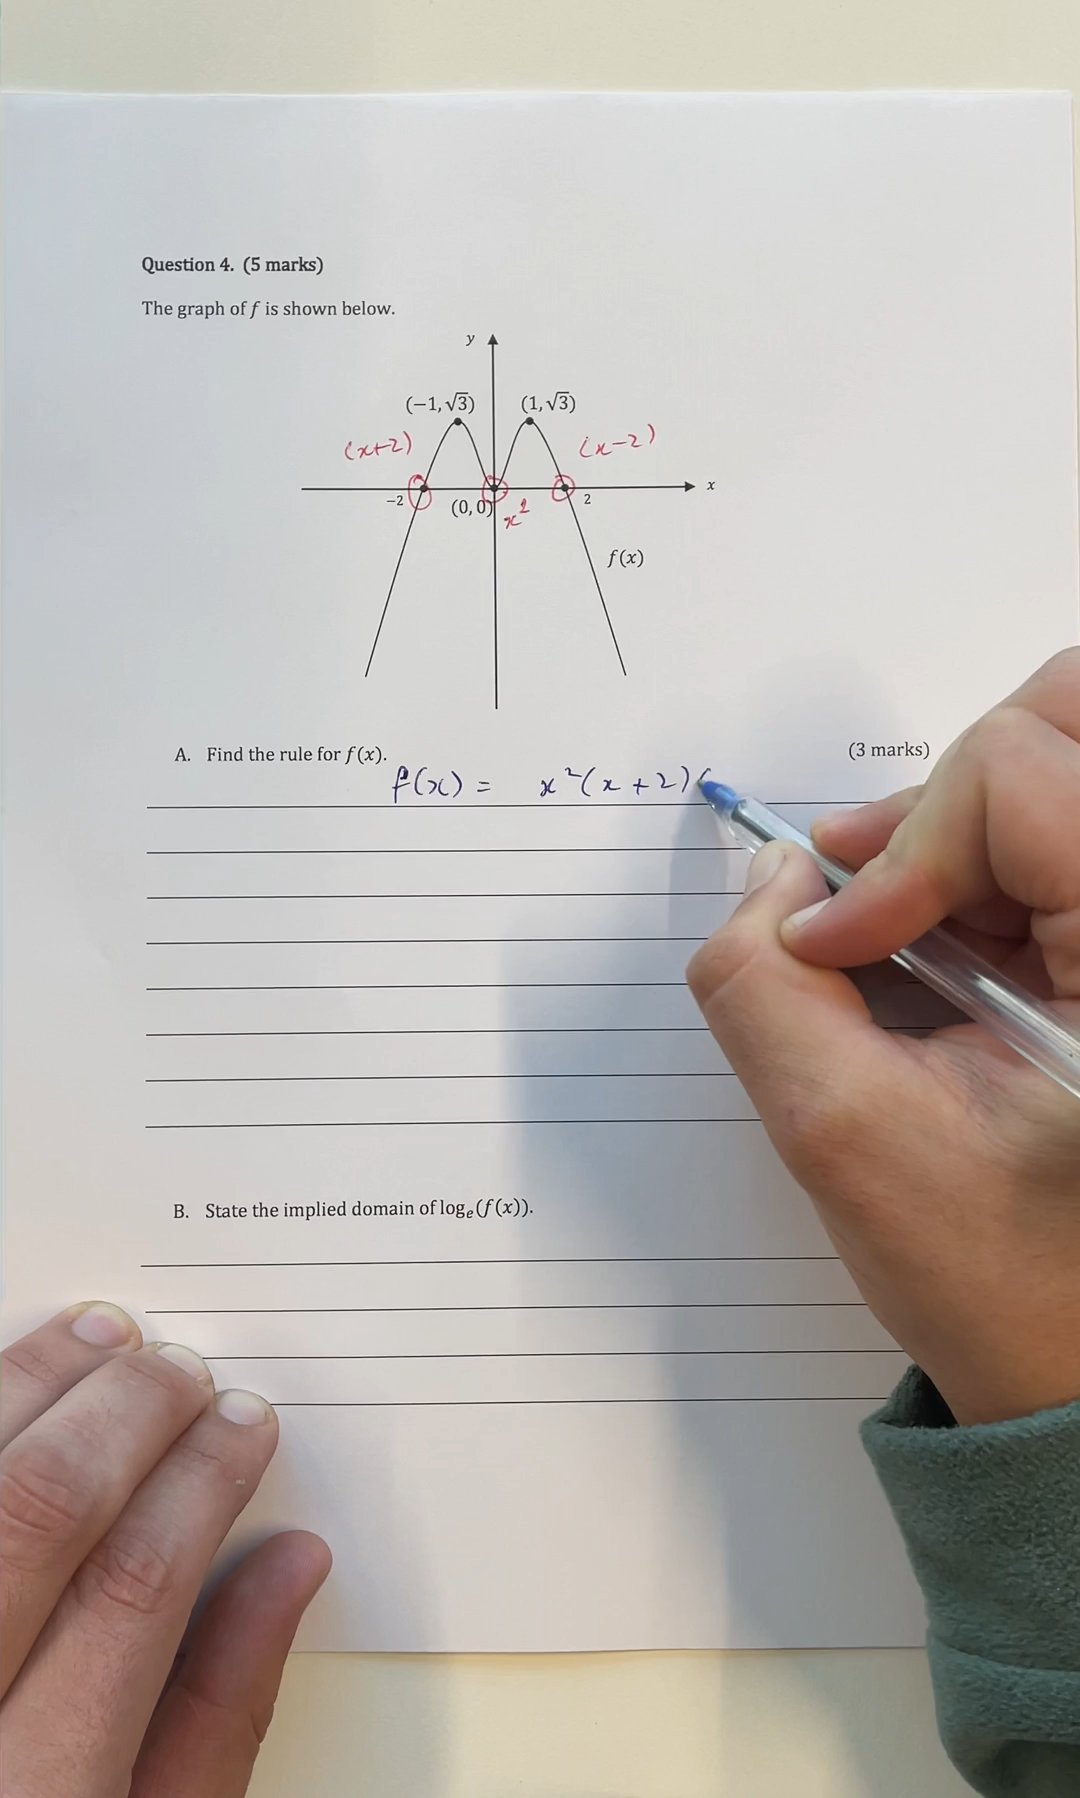 Question 4. (5 marks)
The graph of f is shown below.
y
(−1, √3) (1, √3)
(x+2) (x−2)
x
−2 (0, 0) x² 2
f(x)
A. Find the rule for f(x). (3 marks)
f(x) = x²(x + 2)(
B. State the implied domain of logₑ(f(x)).